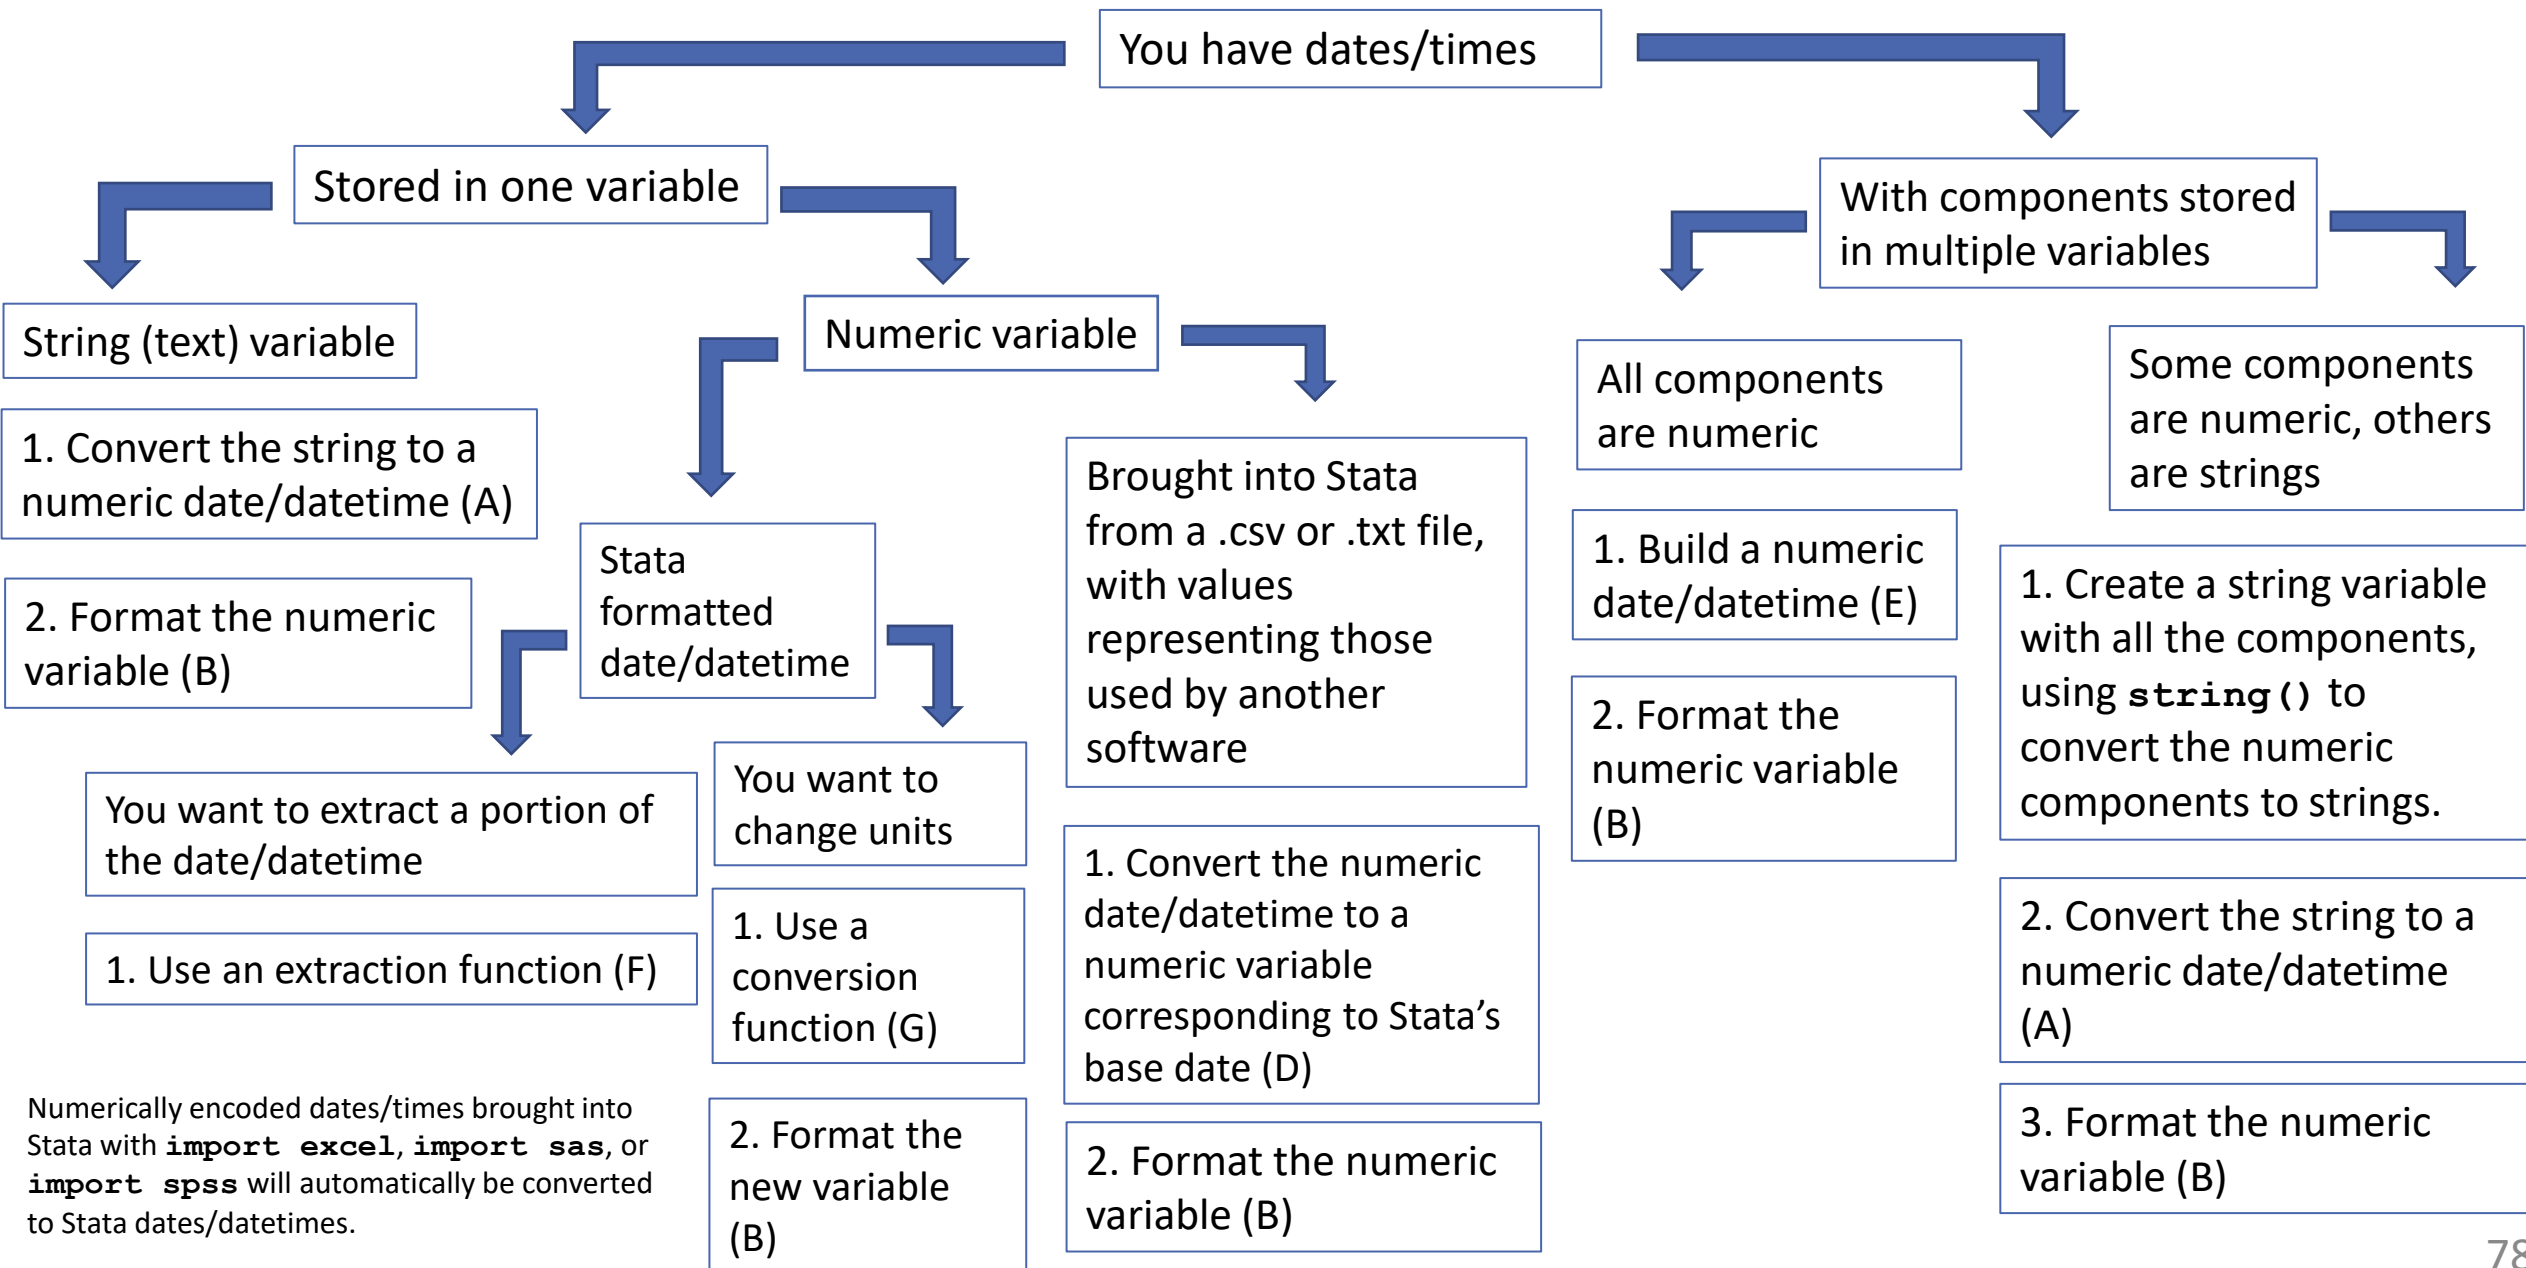 You have dates/times
Stored in one variable
With components stored
in multiple variables
String (text) variable
1. Convert the string to a
numeric date/datetime (A)
2. Format the numeric
variable (B)
Numeric variable
Stata
formatted
date/datetime
You want to extract a portion of
the date/datetime
1. Use an extraction function (F)
You want to
change units
1. Use a
conversion
function (G)
2. Format the
new variable
(B)
Brought into Stata
from a .csv or .txt file,
with values
representing those
used by another
software
1. Convert the numeric
date/datetime to a
numeric variable
corresponding to Stata’s
base date (D)
2. Format the numeric
variable (B)
All components
are numeric
1. Build a numeric
date/datetime (E)
2. Format the
numeric variable
(B)
Some components
are numeric, others
are strings
1. Create a string variable
with all the components,
using string() to
convert the numeric
components to strings.
2. Convert the string to a
numeric date/datetime
(A)
3. Format the numeric
variable (B)
Numerically encoded dates/times brought into
Stata with import excel, import sas, or
import spss will automatically be converted
to Stata dates/datetimes.
78